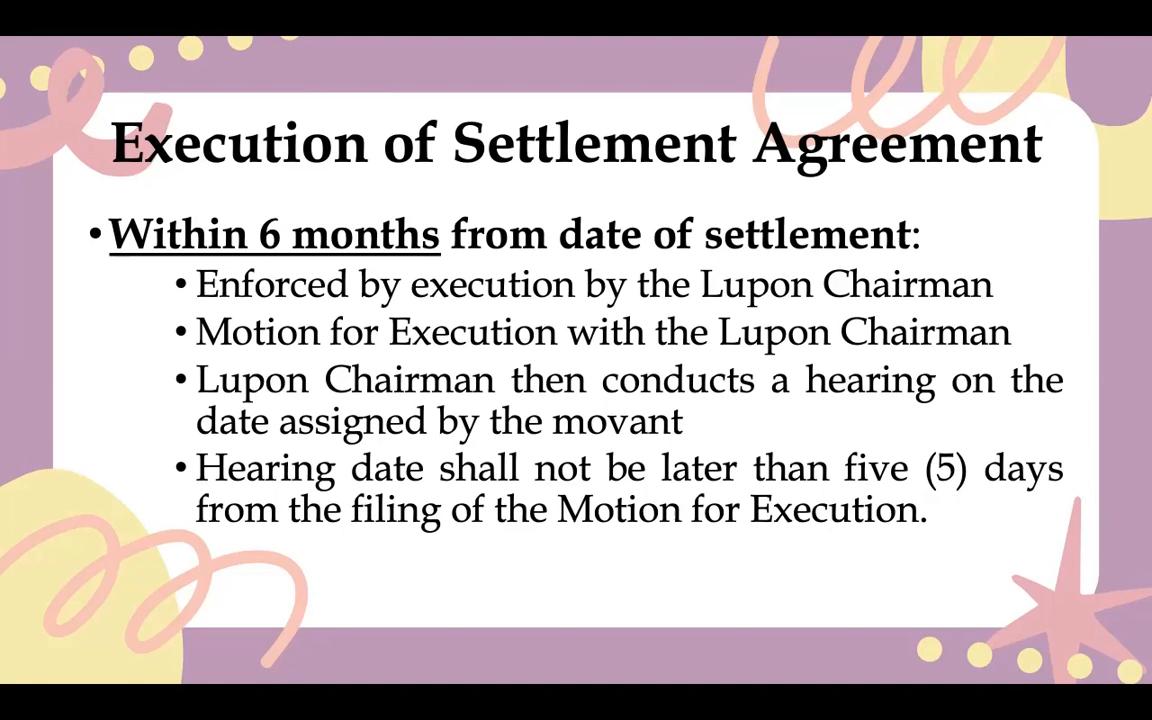 Execution of Settlement Agreement
•Within 6 months from date of settlement:
•Enforced by execution by the Lupon Chairman
•Motion for Execution with the Lupon Chairman
•Lupon Chairman then conducts a hearing on the
date assigned by the movant
•Hearing date shall not be later than five (5) days
from the filing of the Motion for Execution.